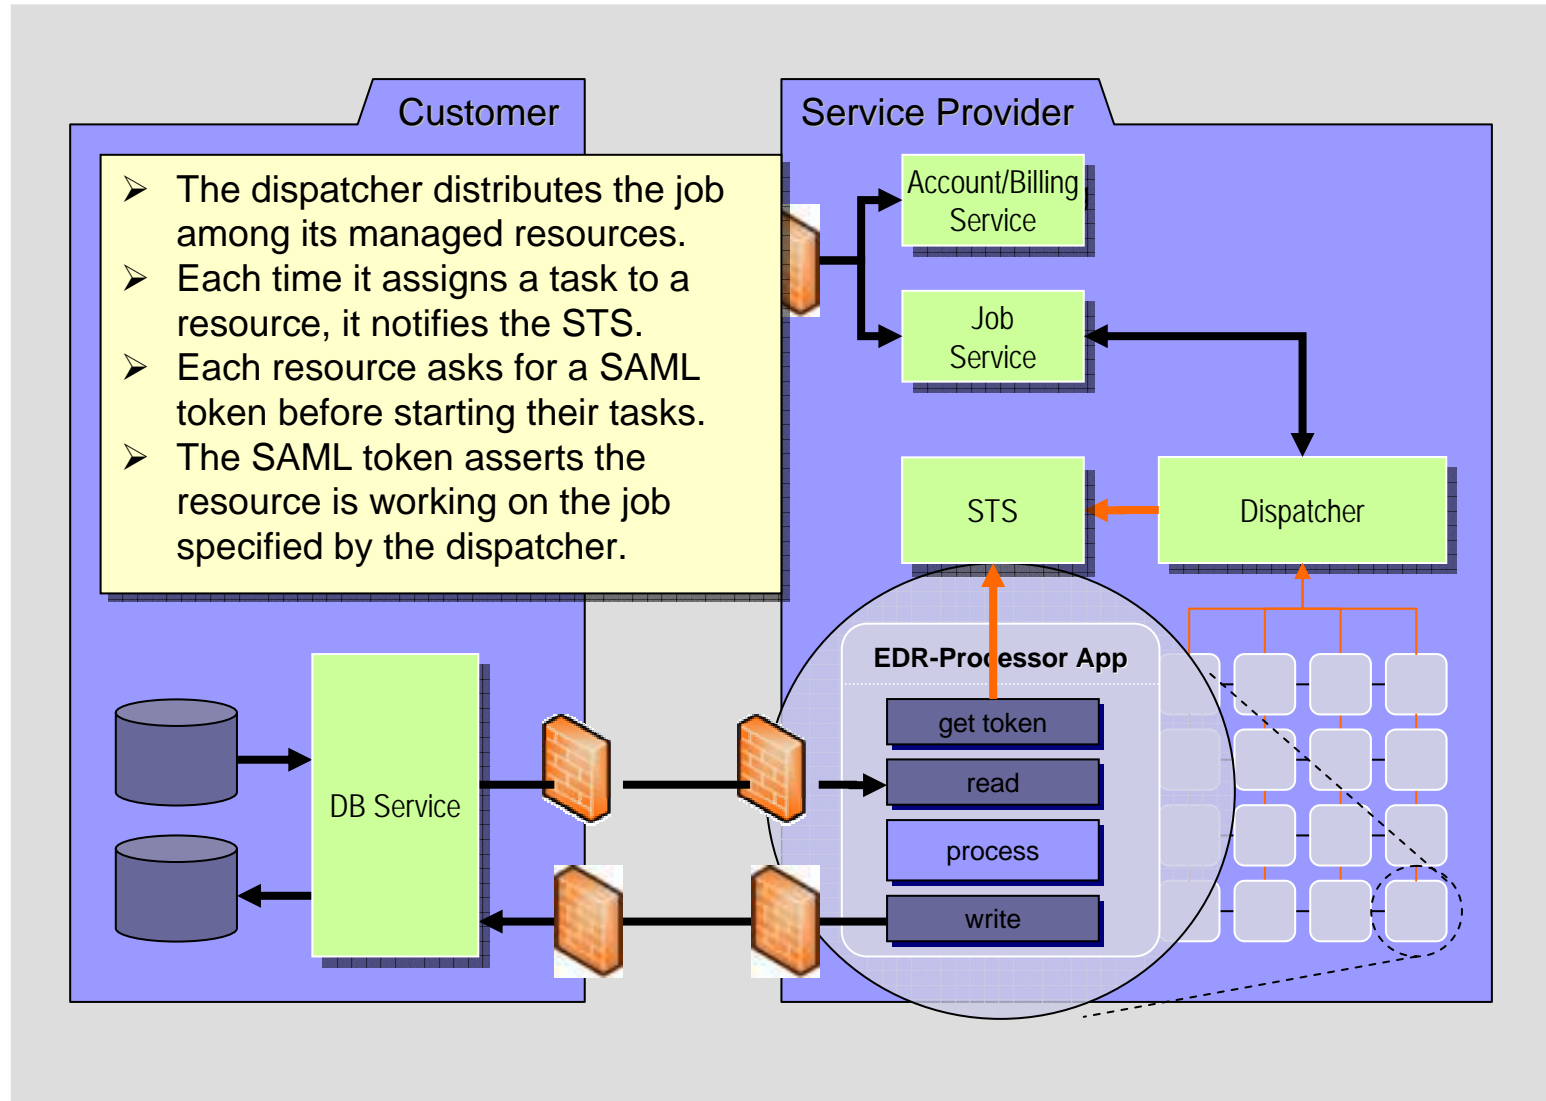 Customer
Service Provider
➢ The dispatcher distributes the job
among its managed resources.
➢ Each time it assigns a task to a
resource, it notifies the STS.
➢ Each resource asks for a SAML
token before starting their tasks.
➢ The SAML token asserts the
resource is working on the job
specified by the dispatcher.
Account/Billing
Service
Job
Service
STS
Dispatcher
EDR-Processor App
get token
read
process
write
DB Service